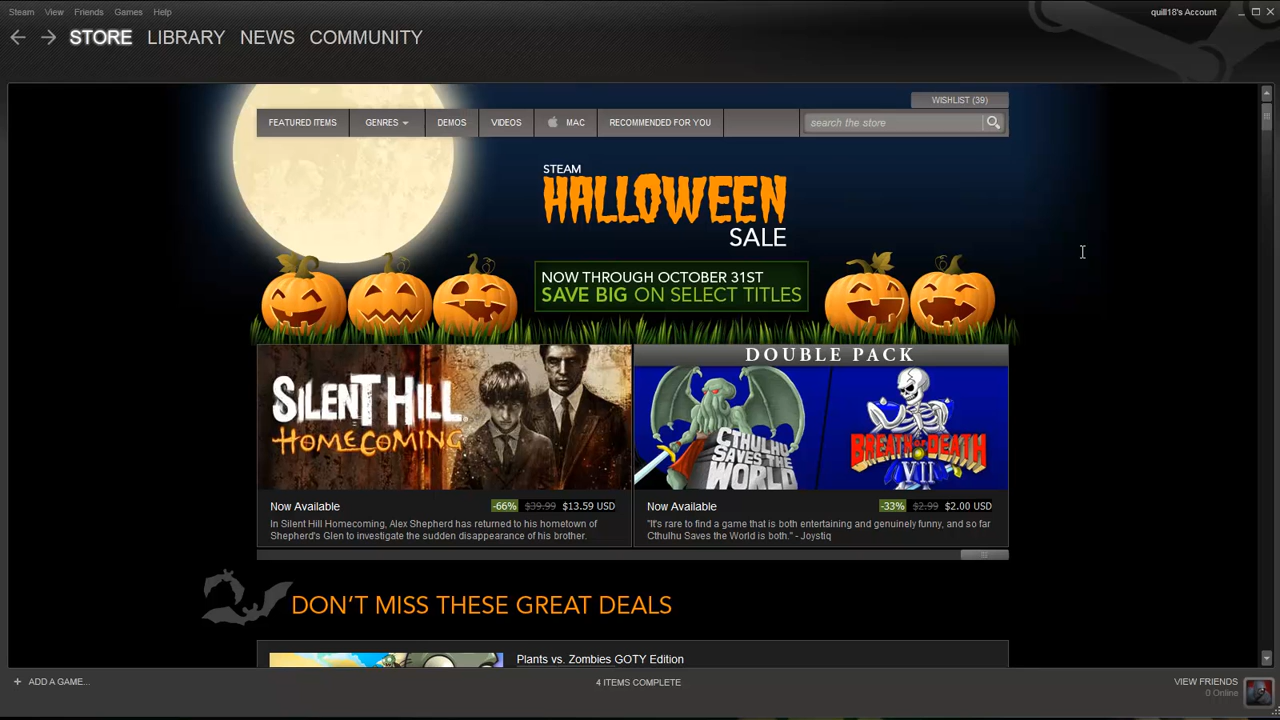 Steam View Friends Games Help
quill18's Account
STORE LIBRARY NEWS COMMUNITY
WISHLIST (39)
FEATURED ITEMS GENRES DEMOS VIDEOS MAC RECOMMENDED FOR YOU search the store
STEAM
HALLOWEEN
SALE
NOW THROUGH OCTOBER 31ST
SAVE BIG ON SELECT TITLES
SILENT HILL
HOMECOMING
DOUBLE PACK
CTHULHU
SAVES THE
WORLD
BREATH OF DEATH
VII
Now Available -66% $39.99 $13.59 USD
In Silent Hill Homecoming, Alex Shepherd has returned to his hometown of
Shepherd's Glen to investigate the sudden disappearance of his brother.
Now Available -33% $2.99 $2.00 USD
"It's rare to find a game that is both entertaining and genuinely funny, and so far
Cthulhu Saves the World is both." - Joystiq
DON'T MISS THESE GREAT DEALS
Plants vs. Zombies GOTY Edition
+ ADD A GAME...
4 ITEMS COMPLETE
VIEW FRIENDS
0 Online